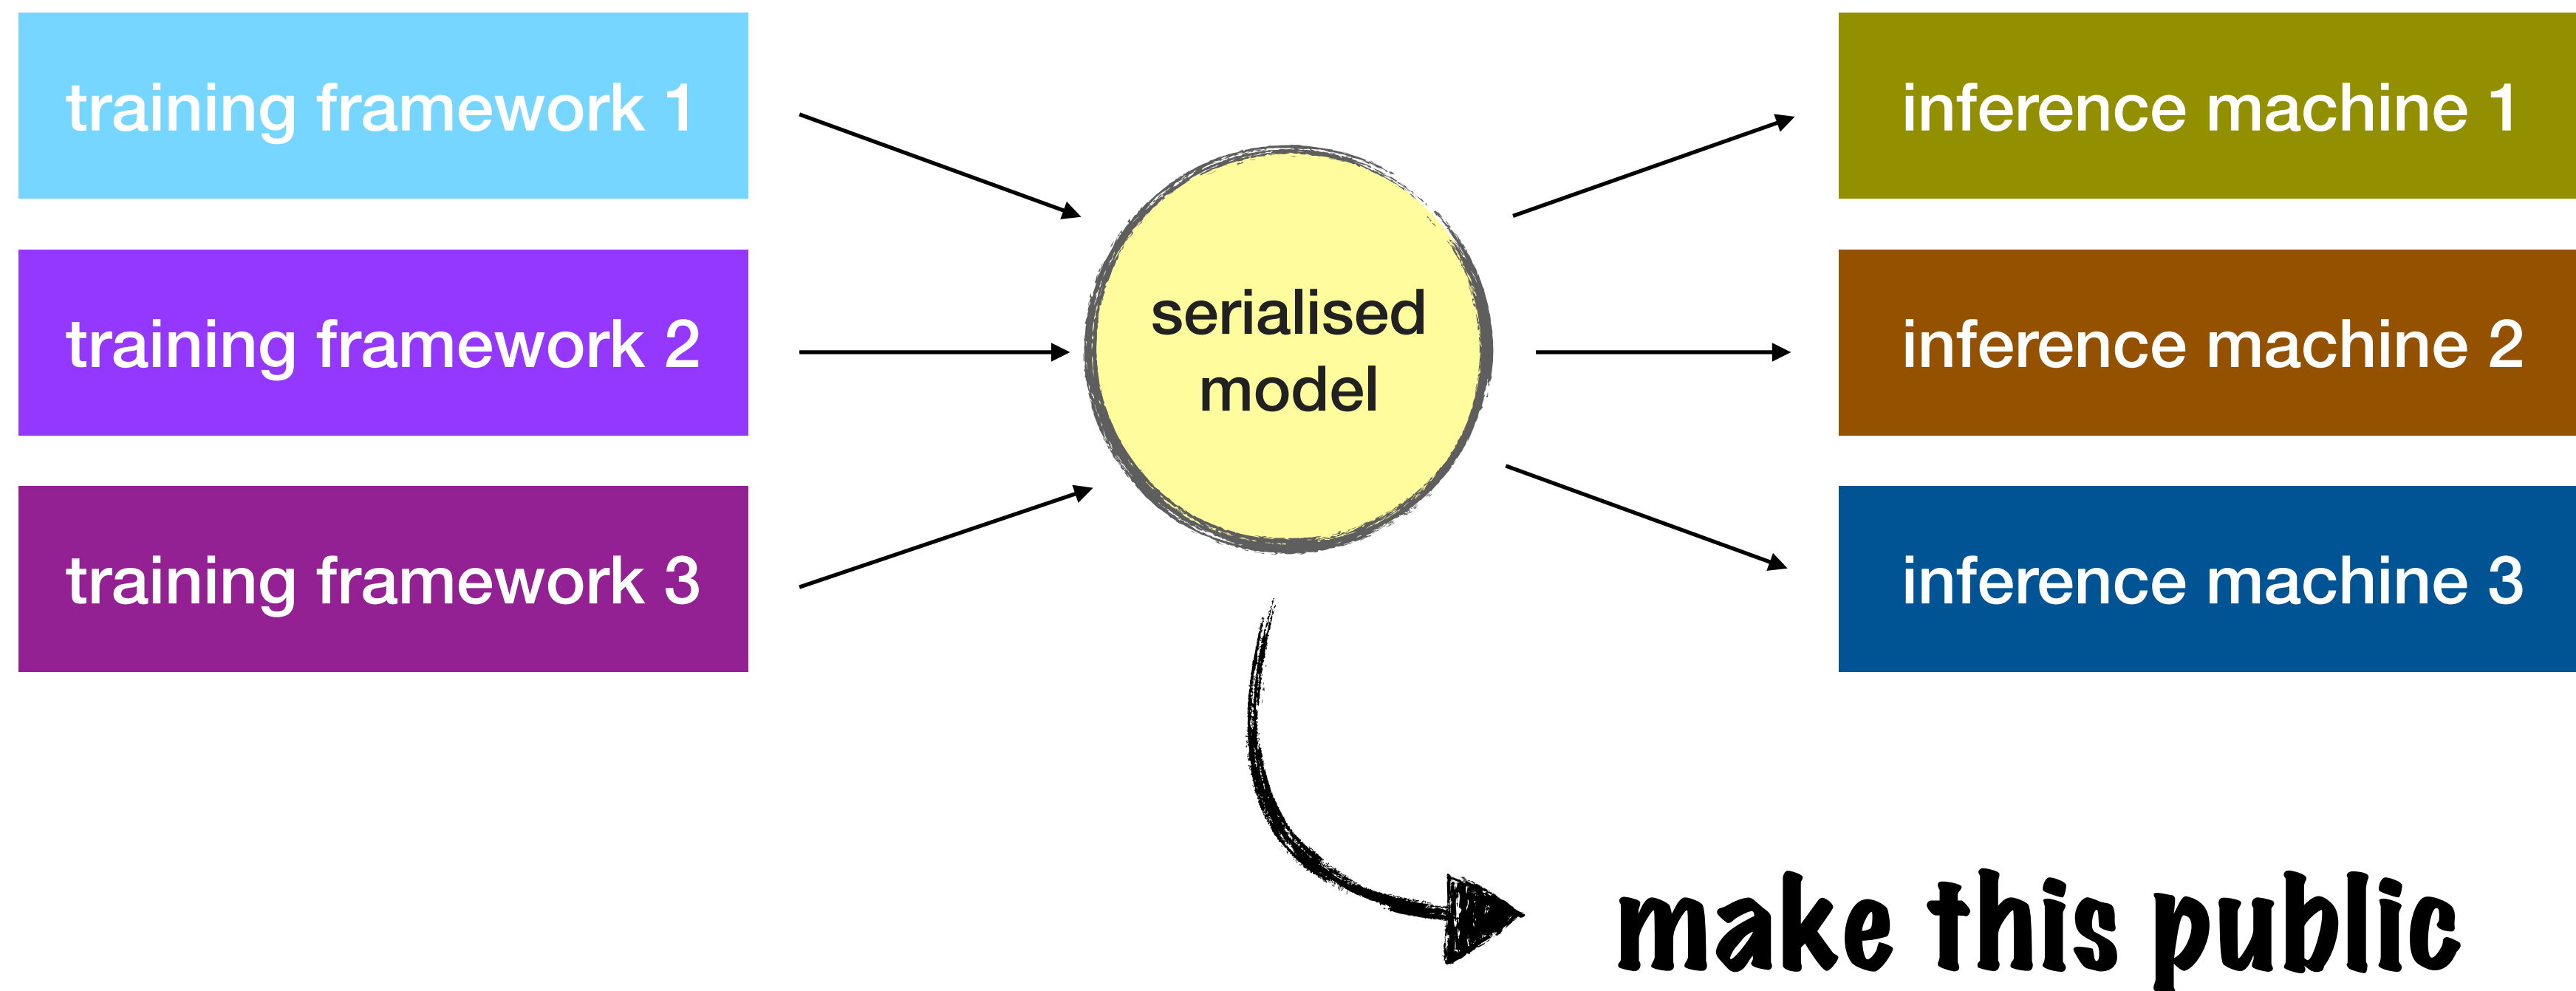 training framework 1
training framework 2
training framework 3
serialised
model
inference machine 1
inference machine 2
inference machine 3
make this public